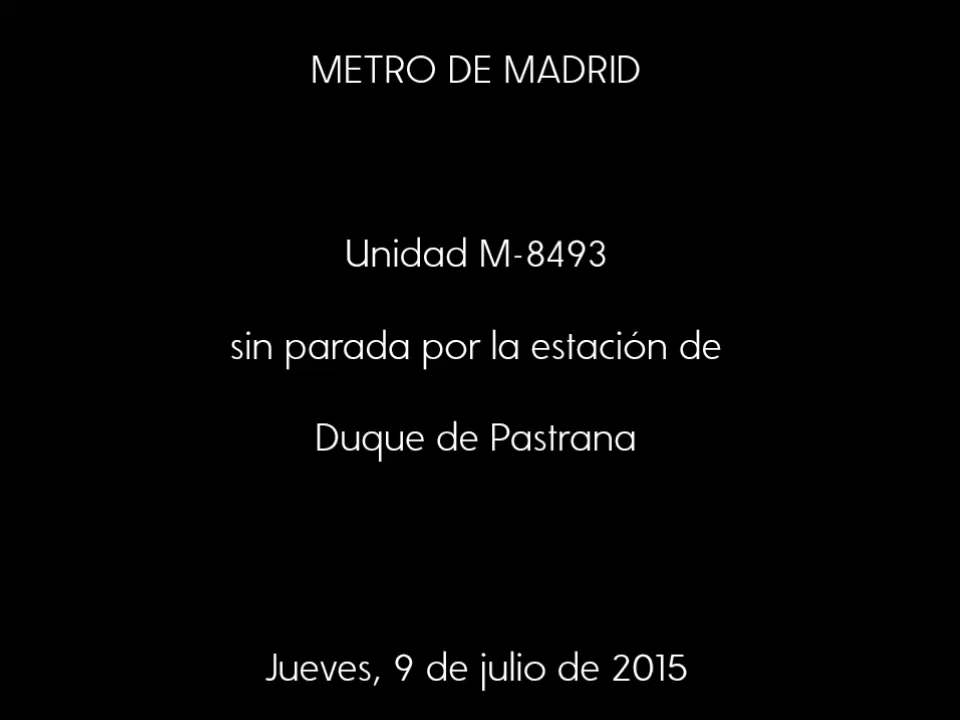 METRO DE MADRID
Unidad M-8493
sin parada por la estación de
Duque de Pastrana
Jueves, 9 de julio de 2015